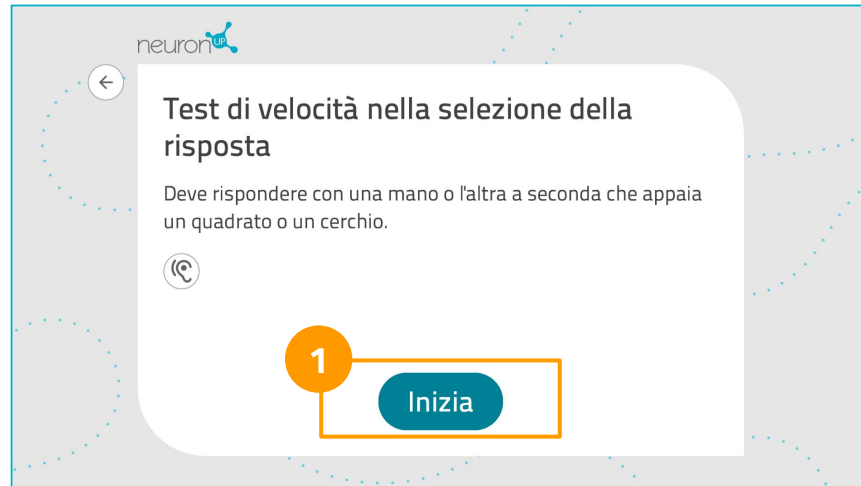 neuronUP
Test di velocità nella selezione della
risposta
Deve rispondere con una mano o l'altra a seconda che appaia
un quadrato o un cerchio.
1
Inizia